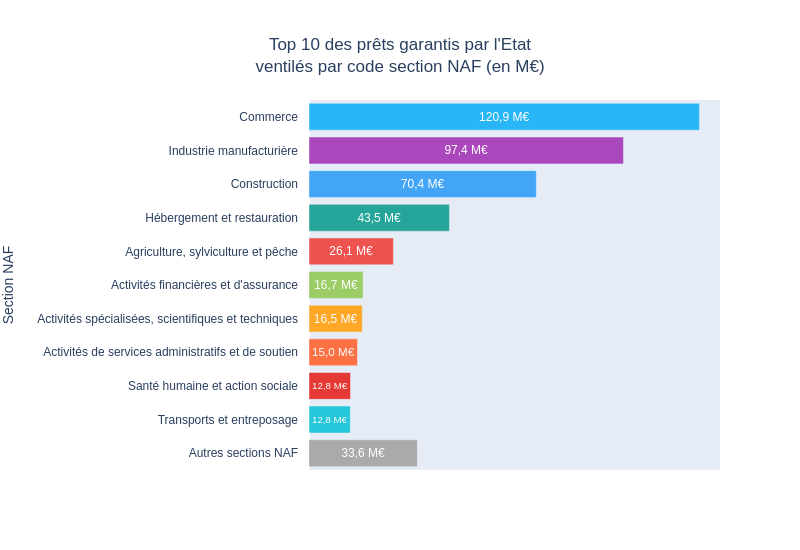 Top 10 des prêts garantis par l'Etat
ventilés par code section NAF (en M€)
Section NAF
Commerce 120,9 M€
Industrie manufacturière 97,4 M€
Construction 70,4 M€
Hébergement et restauration 43,5 M€
Agriculture, sylviculture et pêche 26,1 M€
Activités financières et d'assurance 16,7 M€
Activités spécialisées, scientifiques et techniques 16,5 M€
Activités de services administratifs et de soutien 15,0 M€
Santé humaine et action sociale 12,8 M€
Transports et entreposage 12,8 M€
Autres sections NAF 33,6 M€